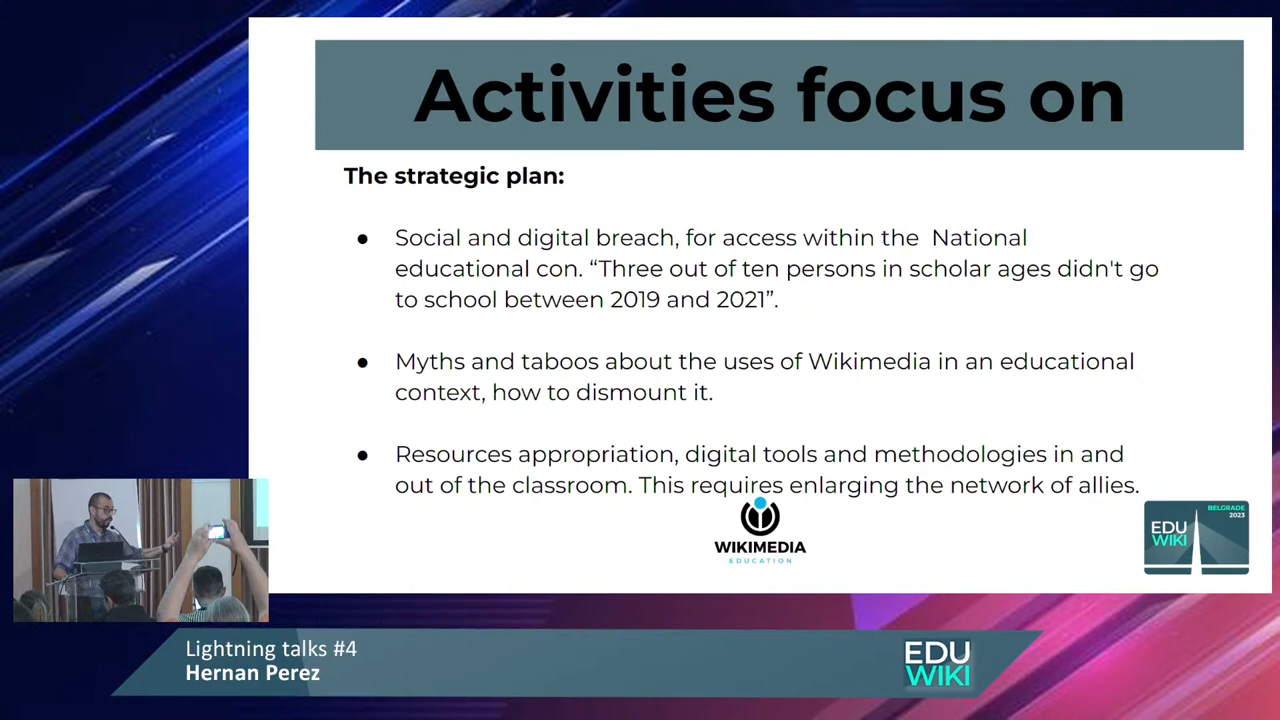 Activities focus on
The strategic plan:
● Social and digital breach, for access within the National
educational con. “Three out of ten persons in scholar ages didn't go
to school between 2019 and 2021”.
● Myths and taboos about the uses of Wikimedia in an educational
context, how to dismount it.
● Resources appropriation, digital tools and methodologies in and
out of the classroom. This requires enlarging the network of allies.
WIKIMEDIA
EDUCATION
BELGRADE
2023
EDU
WIKI
Lightning talks #4
Hernan Perez
EDU
WIKI